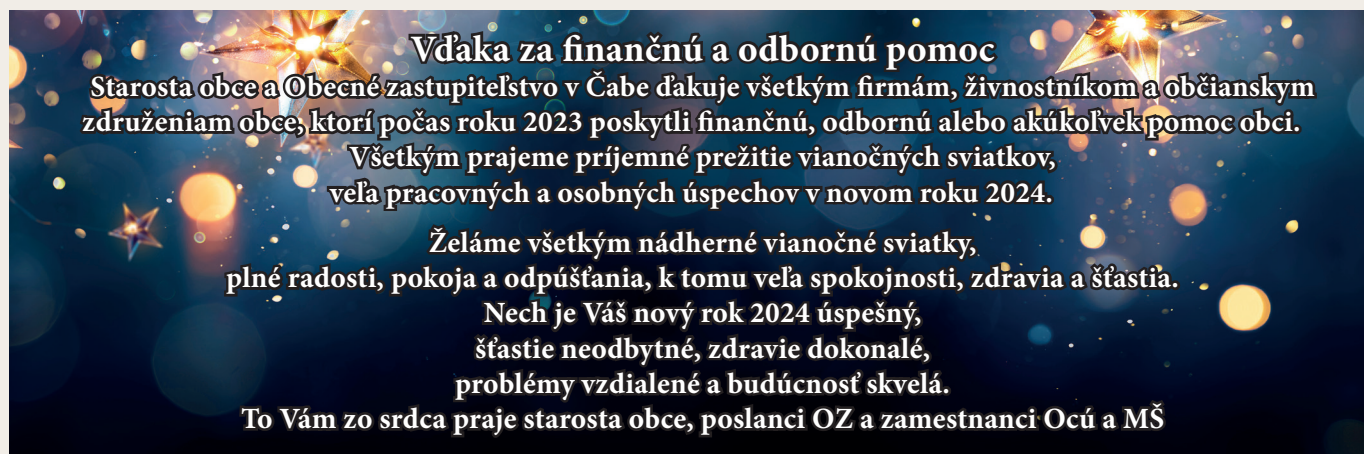 Vďaka za finančnú a odbornú pomoc
Starosta obce a Obecné zastupiteľstvo v Čabe ďakuje všetkým firmám, živnostníkom a občianskym
združeniam obce, ktorí počas roku 2023 poskytli finančnú, odbornú alebo akúkoľvek pomoc obci.
Všetkým prajeme príjemné prežitie vianočných sviatkov,
veľa pracovných a osobných úspechov v novom roku 2024.
Želáme všetkým nádherné vianočné sviatky,
plné radosti, pokoja a odpúšťania, k tomu veľa spokojnosti, zdravia a šťastia.
Nech je Váš nový rok 2024 úspešný,
šťastie neodbytné, zdravie dokonalé,
problémy vzdialené a budúcnosť skvelá.
To Vám zo srdca praje starosta obce, poslanci OZ a zamestnanci Ocú a MŠ